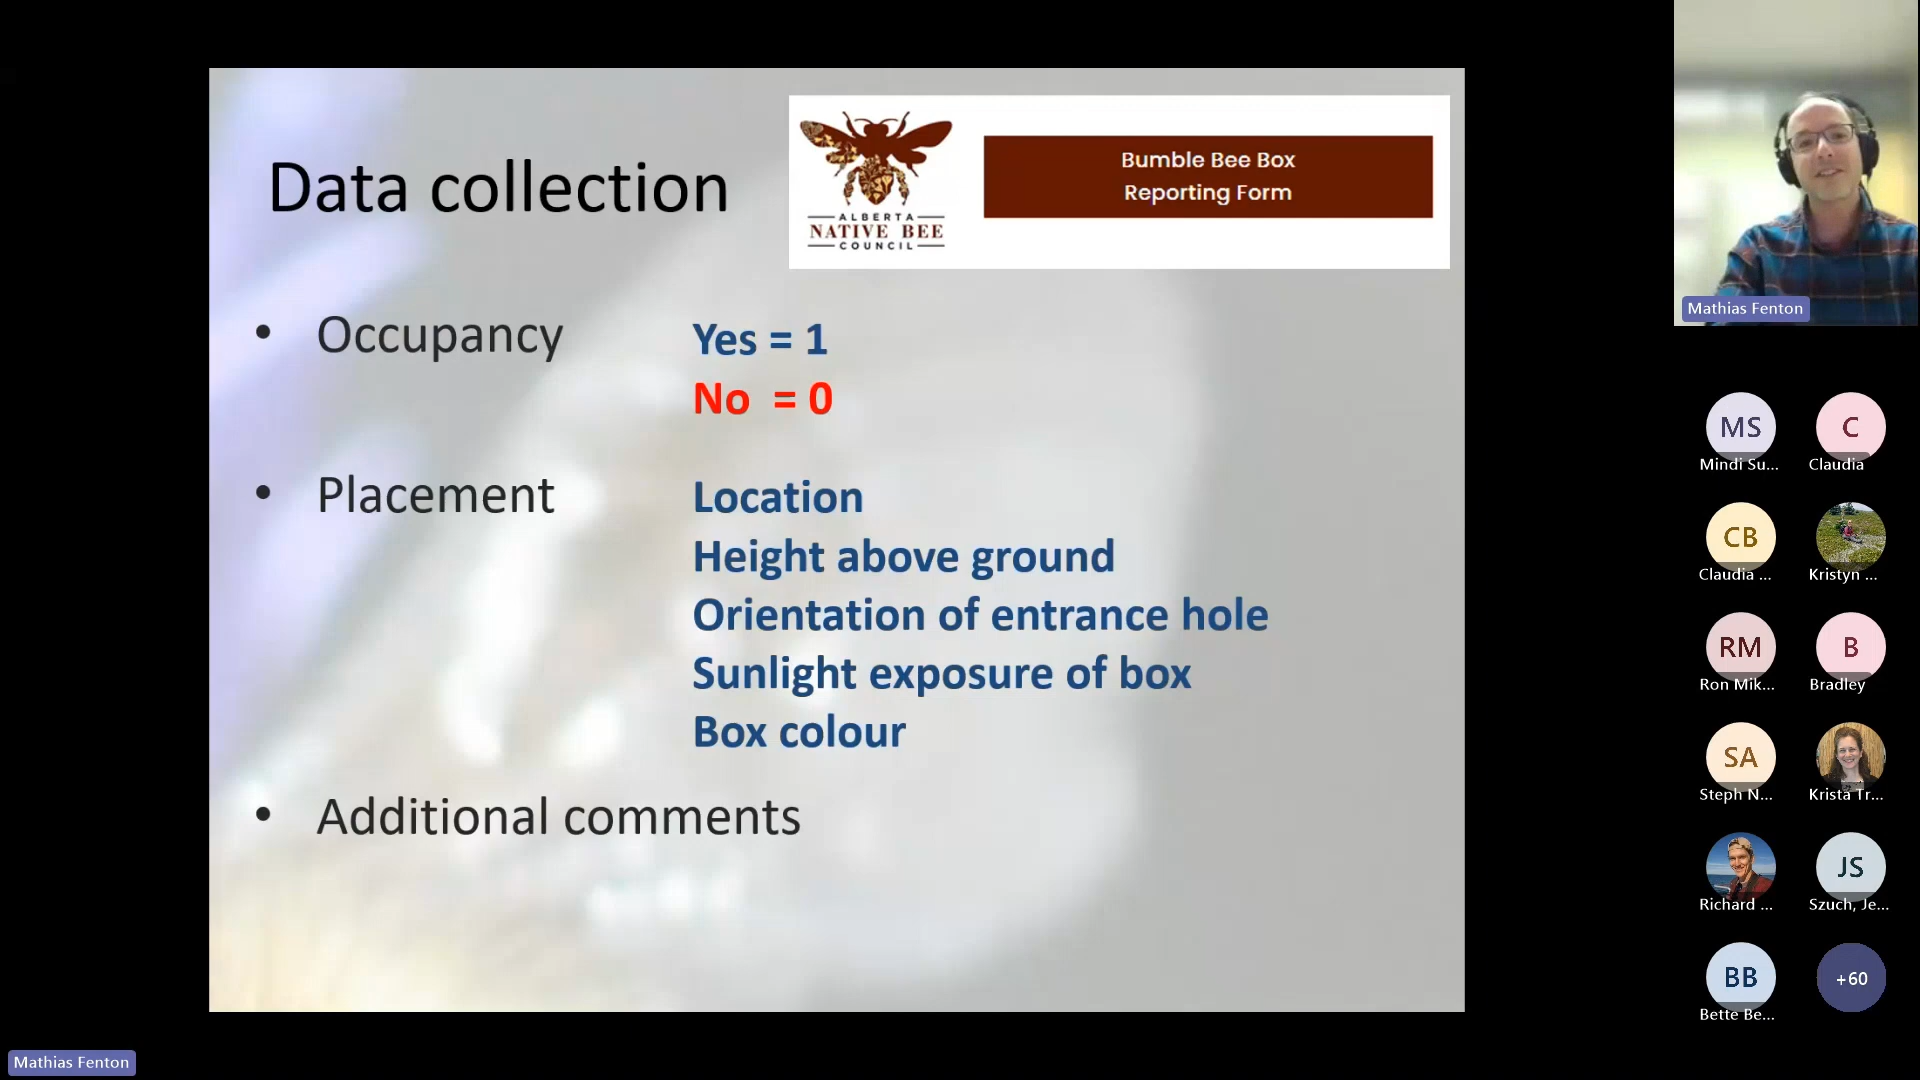 Data collection
ALBERTA
NATIVE BEE
COUNCIL
Bumble Bee Box
Reporting Form
• Occupancy
Yes = 1
No = 0
• Placement
Location
Height above ground
Orientation of entrance hole
Sunlight exposure of box
Box colour
• Additional comments
Mathias Fenton
MS
Mindi Su...
C
Claudia
CB
Claudia ...
Kristyn ...
RM
Ron Mik...
B
Bradley
SA
Steph N...
Krista Tr...
Richard ...
JS
Szuch, Je...
BB
Bette Be...
+60
Mathias Fenton